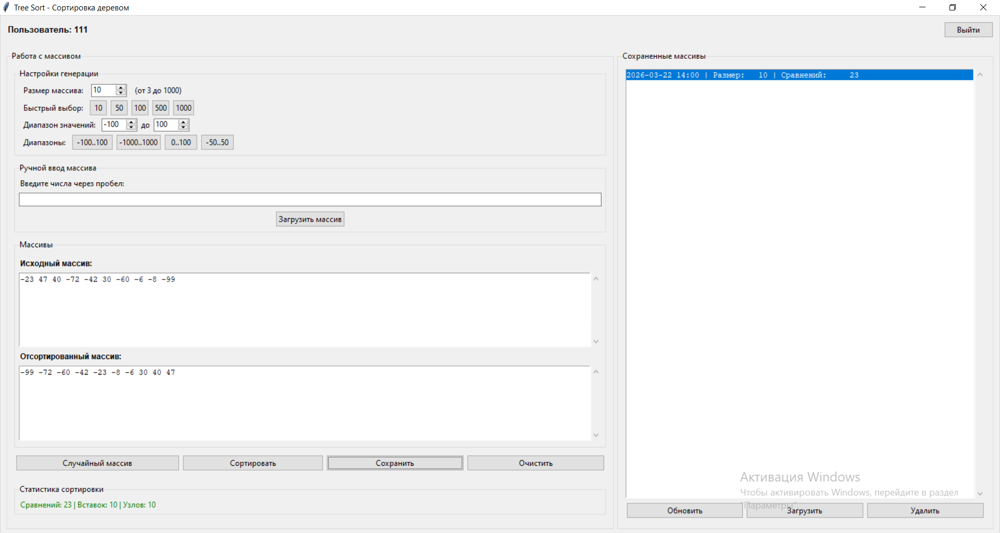 Tree Sort - Сортировка деревом
Пользователь: 111
Выйти
Работа с массивом
Настройки генерации
Размер массива: 10 (от 3 до 1000)
Быстрый выбор: 10 50 100 500 1000
Диапазон значений: -100 до 100
Диапазоны: -100..100 -1000..1000 0..100 -50..50
Ручной ввод массива
Введите числа через пробел:
Загрузить массив
Массивы
Исходный массив:
-23 47 40 -72 -42 30 -60 -6 -8 -99
Отсортированный массив:
-99 -72 -60 -42 -23 -8 -6 30 40 47
Случайный массив Сортировать Сохранить Очистить
Статистика сортировки
Сравнений: 23 | Вставок: 10 | Узлов: 10
Сохраненные массивы
2026-03-22 14:00 | Размер: 10 | Сравнений: 23
Активация Windows
Чтобы активировать Windows, перейдите в раздел
"Параметры".
Обновить Загрузить Удалить